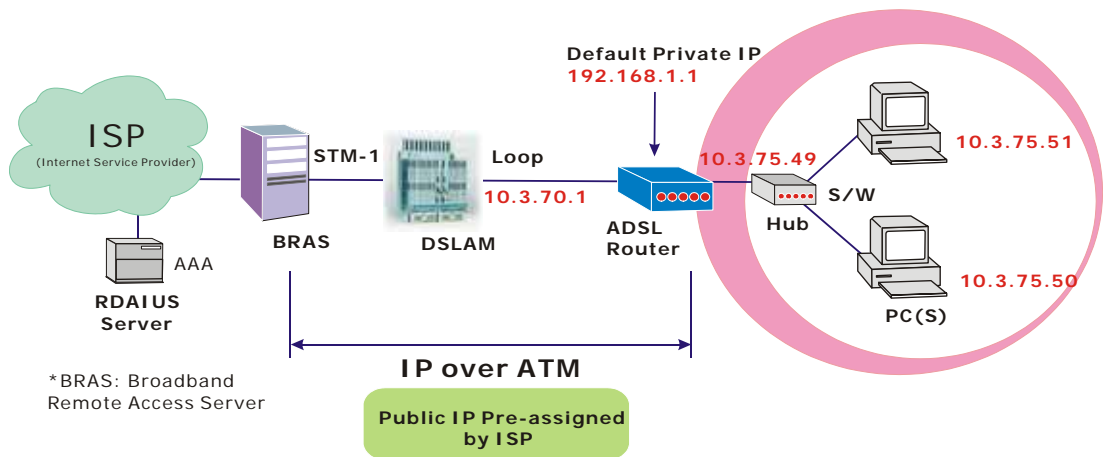 Default Private IP
192.168.1.1
ISP
(Internet Service Provider)
STM-1
Loop
10.3.70.1
10.3.75.49
10.3.75.51
S/W
Hub
BRAS
DSLAM
ADSL
Router
AAA
RDAIUS
Server
10.3.75.50
PC(S)
IP over ATM
*BRAS: Broadband
Remote Access Server
Public IP Pre-assigned
by ISP